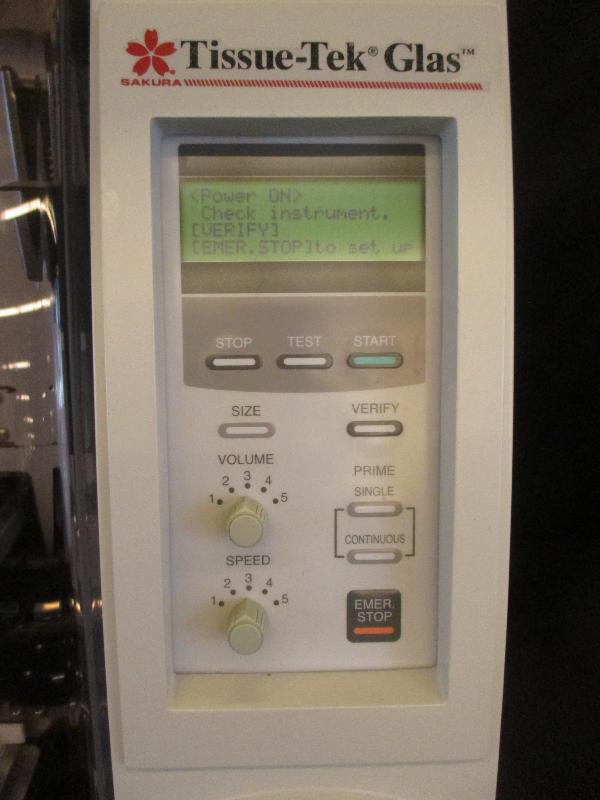 Tissue-Tek® Glas™
SAKURA
<Power ON>
Check instrument.
[VERIFY]
[EMER.STOP]to set up
STOP TEST START
SIZE VERIFY
VOLUME
1 2 3 4 5
PRIME
SINGLE
CONTINUOUS
SPEED
1 2 3 4 5
EMER.
STOP